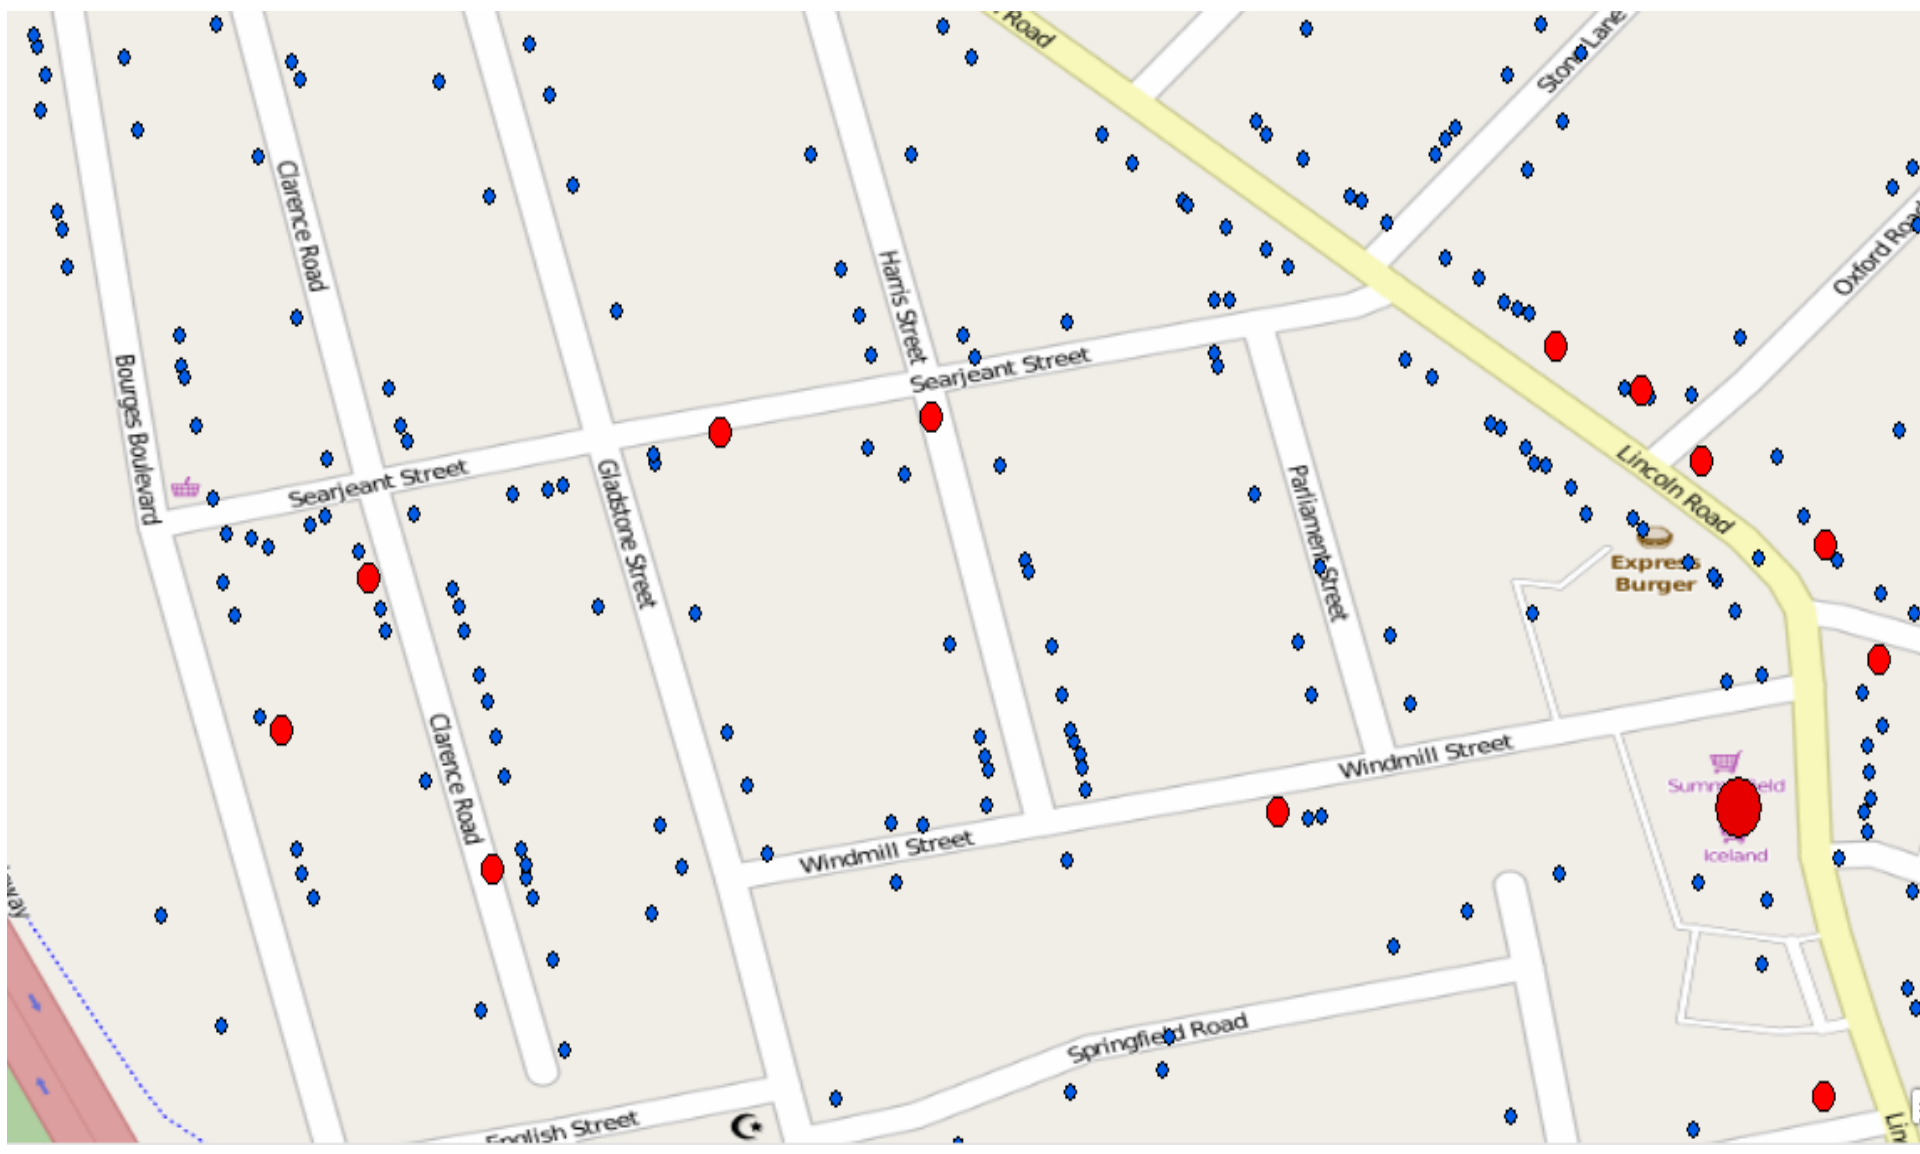 Road
Stone Lane
Clarence Road
Oxford Road
Harris Street
Searjeant Street
Bourges Boulevard
Searjeant Street
Gladstone Street
Parliament Street
Lincoln Road
Express
Burger
Clarence Road
Windmill Street
Summerfield
Iceland
Windmill Street
Springfield Road
English Street